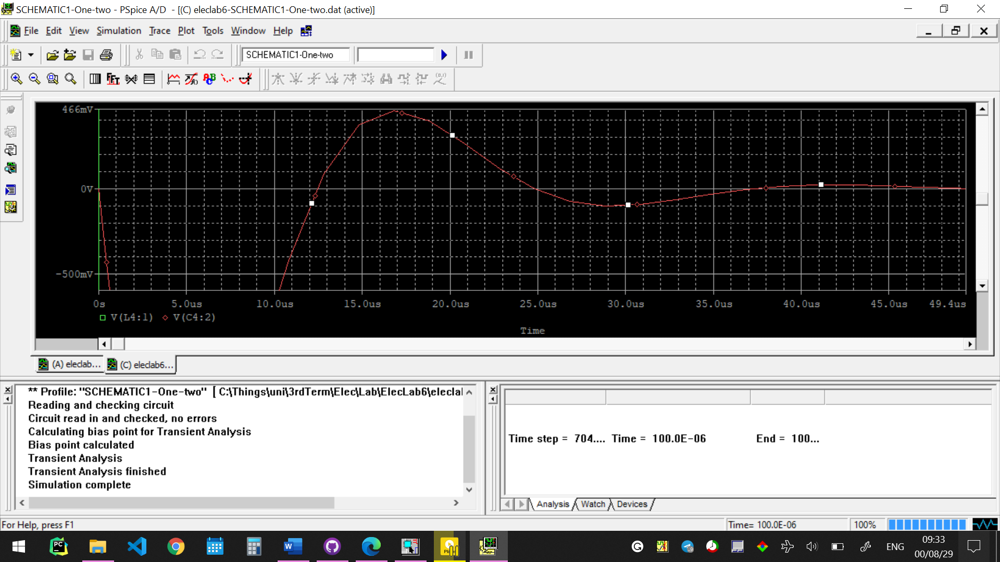 SCHEMATIC1-One-two - PSpice A/D - [(C) eleclab6-SCHEMATIC1-One-two.dat (active)]
File Edit View Simulation Trace Plot Tools Window Help
SCHEMATIC1-One-two
466mV
0V
-500mV
0s 5.0us 10.0us 15.0us 20.0us 25.0us 30.0us 35.0us 40.0us 45.0us 49.4us
V(L4:1) V(C4:2)
Time
(A) eleclab... (C) eleclab6...
** Profile: "SCHEMATIC1-One-two" [ C:\Things\uni\3rdTerm\Elec\Lab\ElecLab6\eleclal
Reading and checking circuit
Circuit read in and checked, no errors
Calculating bias point for Transient Analysis
Bias point calculated
Transient Analysis
Transient Analysis finished
Simulation complete
Time step = 704.... Time = 100.0E-06 End = 100...
Analysis Watch Devices
For Help, press F1
Time= 100.0E-06 100%
ENG
09:33
00/08/29